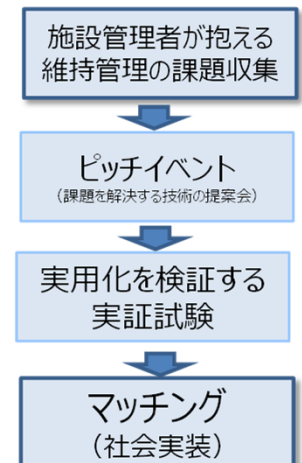 施設管理者が抱える
維持管理の課題収集
ピッチイベント
（課題を解決する技術の提案会）
実用化を検証する
実証試験
マッチング
（社会実装）